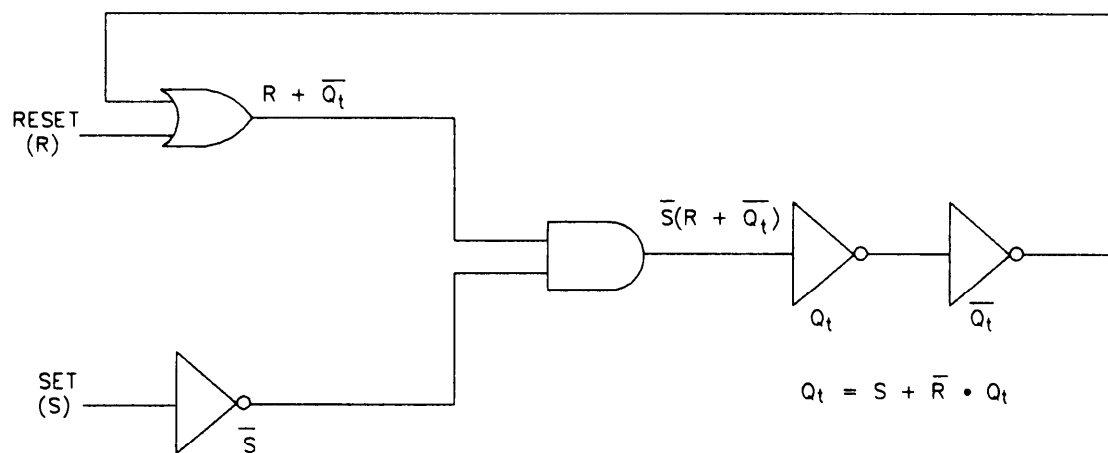 R + Q̅t̅
RESET
(R)
S̅(R + Q̅t̅)
Qt
Q̅t̅
SET
(S)
S̅
Qt = S + R̅ • Qt